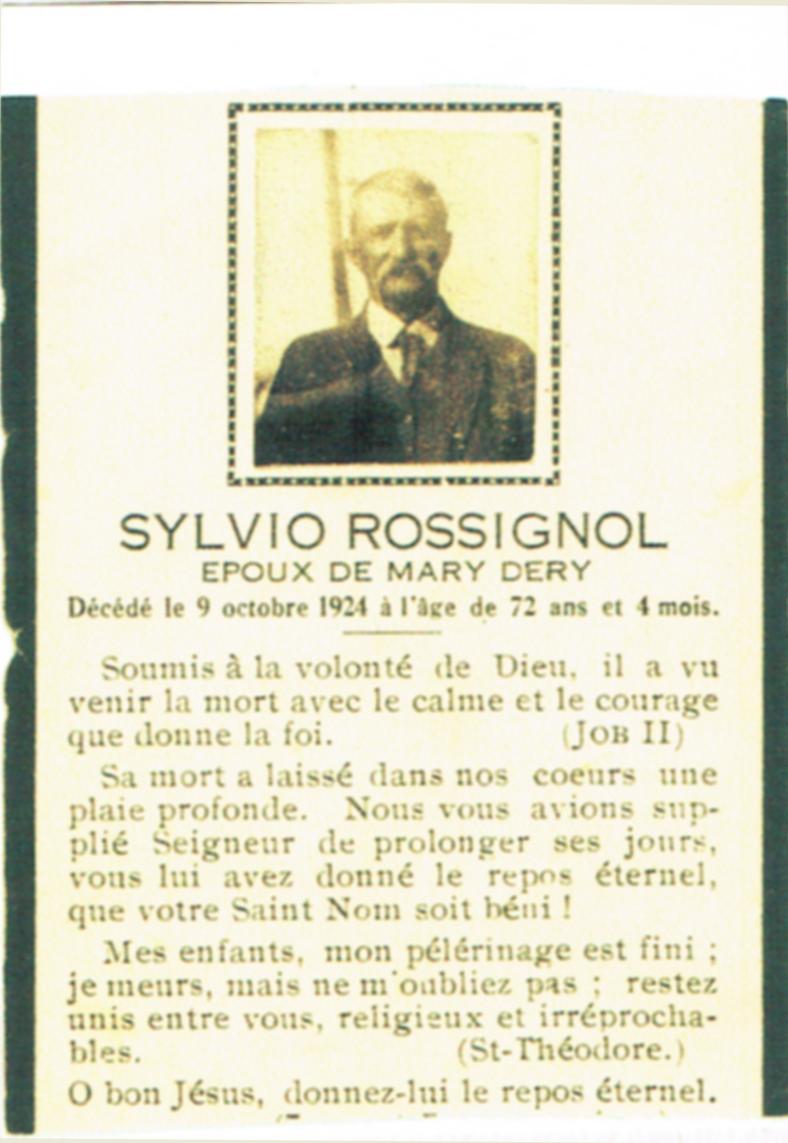 SYLVIO ROSSIGNOL
EPOUX DE MARY DERY
Décédé le 9 octobre 1924 à l'âge de 72 ans et 4 mois.
Soumis à la volonté de Dieu, il a vu
venir la mort avec le calme et le courage
que donne la foi. (JOB II)
Sa mort a laissé dans nos coeurs une
plaie profonde. Nous vous avions sup-
plié Seigneur de prolonger ses jours,
vous lui avez donné le repos éternel,
que votre Saint Nom soit béni !
Mes enfants, mon pélérinage est fini ;
je meurs, mais ne m'oubliez pas ; restez
unis entre vous, religieux et irréprocha-
bles. (St-Théodore.)
O bon Jésus, donnez-lui le repos éternel.